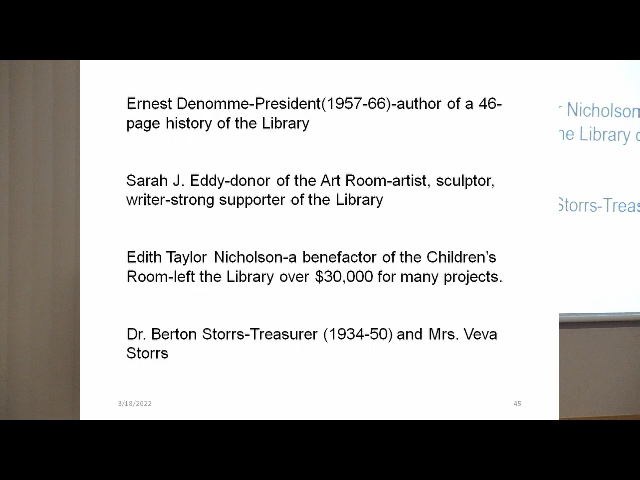 Ernest Denomme-President(1957-66)-author of a 46-
page history of the Library
Sarah J. Eddy-donor of the Art Room-artist, sculptor,
writer-strong supporter of the Library
Edith Taylor Nicholson-a benefactor of the Children's
Room-left the Library over $30,000 for many projects.
Dr. Berton Storrs-Treasurer (1934-50) and Mrs. Veva
Storrs
3/18/2022
45
Nicholson
he Library
Storrs-Treas